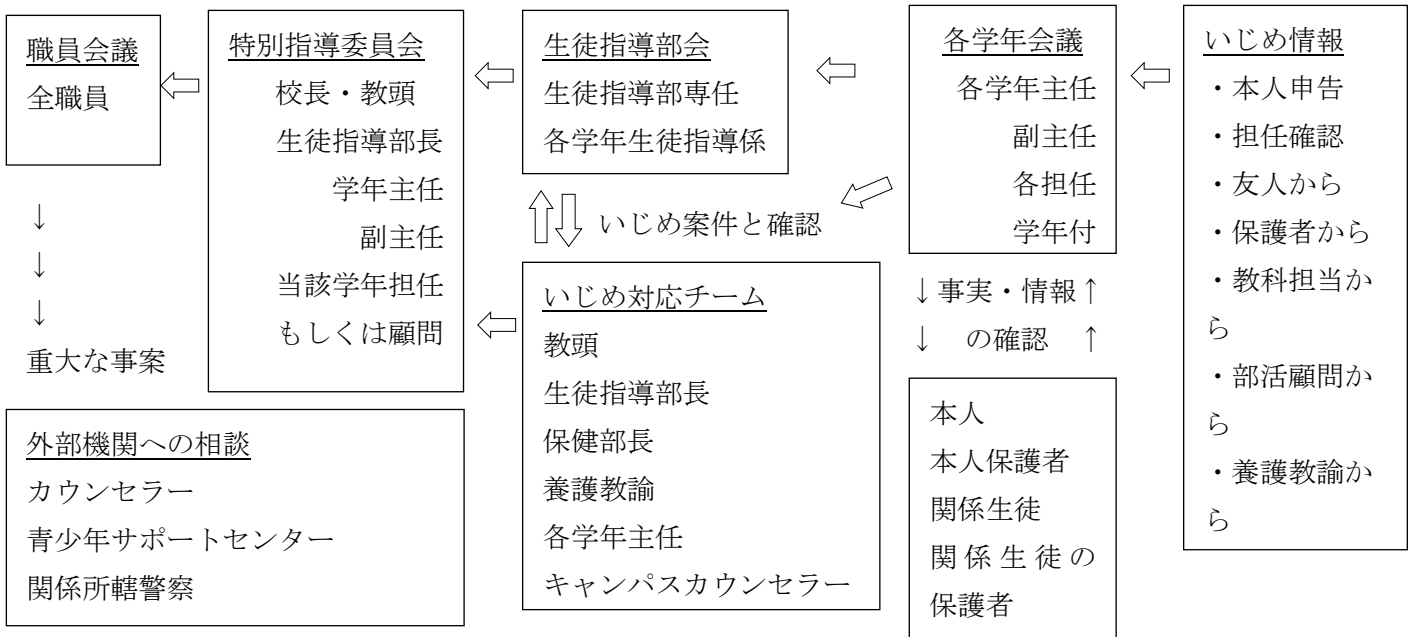 職員会議
全職員
↓
↓
↓
重大な事案
特別指導委員会
校長・教頭
生徒指導部長
学年主任
副主任
当該学年担任
もしくは顧問
外部機関への相談
カウンセラー
青少年サポートセンター
関係所轄警察
生徒指導部会
生徒指導部専任
各学年生徒指導係
いじめ案件と確認
いじめ対応チーム
教頭
生徒指導部長
保健部長
養護教諭
各学年主任
キャンパスカウンセラー
各学年会議
各学年主任
副主任
各担任
学年付
↓事実・情報↑
↓ の確認 ↑
本人
本人保護者
関係生徒
関係生徒の
保護者
いじめ情報
・本人申告
・担任確認
・友人から
・保護者から
・教科担当か
ら
・部活顧問か
ら
・養護教諭か
ら